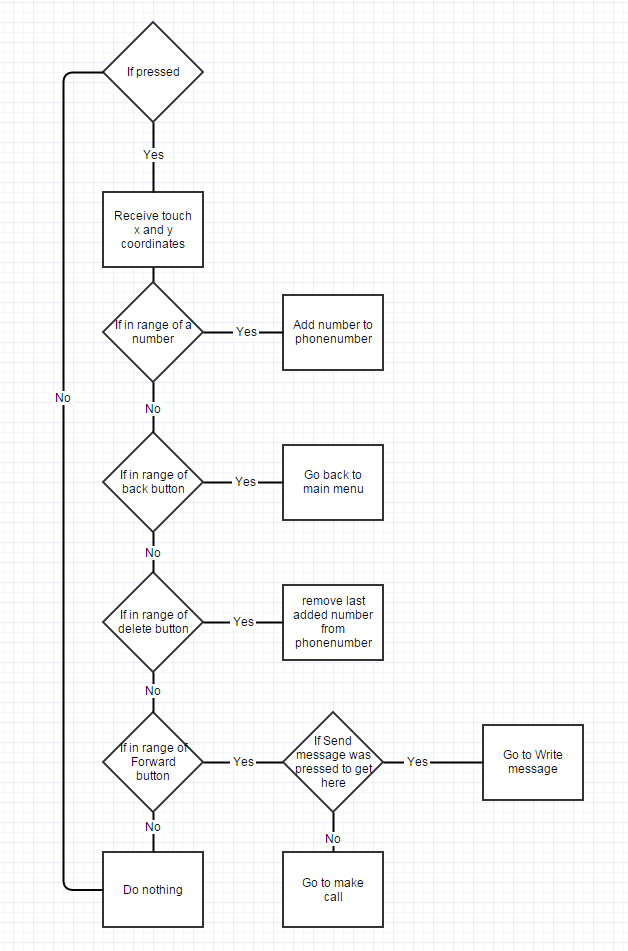 If pressed
Yes
Receive touch
x and y
coordinates
If in range of a
number
Yes
Add number to
phonenumber
No
No
If in range of
back button
Yes
Go back to
main menu
No
If in range of
delete button
Yes
remove last
added number
from
phonenumber
No
If in range of
Forward
button
Yes
If Send
message was
pressed to get
here
Yes
Go to Write
message
No
No
Do nothing
Go to make
call